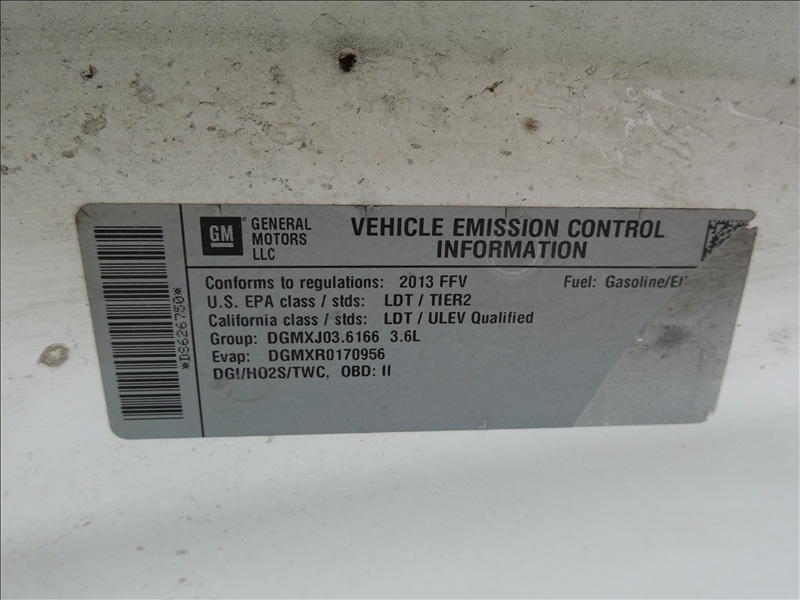 GM
GENERAL
MOTORS
LLC
VEHICLE EMISSION CONTROL
INFORMATION
Conforms to regulations: 2013 FFV
Fuel: Gasoline/Et
U.S. EPA class / stds: LDT / TIER2
California class / stds: LDT / ULEV Qualified
Group: DGMXJ03.6166 3.6L
Evap: DGMXR0170956
DGI/HO2S/TWC, OBD: II
*D8626750*